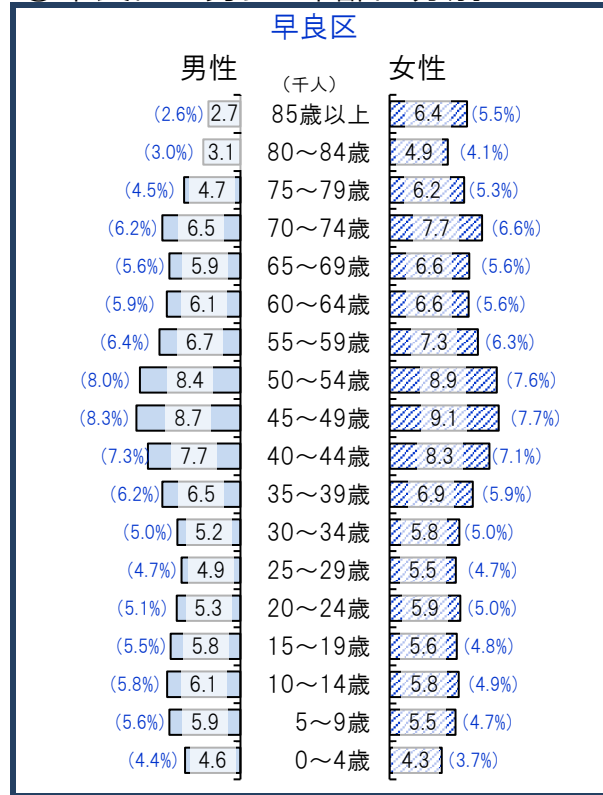 早良区
男性 (千人) 女性
(2.6%) 2.7 85歳以上 6.4 (5.5%)
(3.0%) 3.1 80～84歳 4.9 (4.1%)
(4.5%) 4.7 75～79歳 6.2 (5.3%)
(6.2%) 6.5 70～74歳 7.7 (6.6%)
(5.6%) 5.9 65～69歳 6.6 (5.6%)
(5.9%) 6.1 60～64歳 6.6 (5.6%)
(6.4%) 6.7 55～59歳 7.3 (6.3%)
(8.0%) 8.4 50～54歳 8.9 (7.6%)
(8.3%) 8.7 45～49歳 9.1 (7.7%)
(7.3%) 7.7 40～44歳 8.3 (7.1%)
(6.2%) 6.5 35～39歳 6.9 (5.9%)
(5.0%) 5.2 30～34歳 5.8 (5.0%)
(4.7%) 4.9 25～29歳 5.5 (4.7%)
(5.1%) 5.3 20～24歳 5.9 (5.0%)
(5.5%) 5.8 15～19歳 5.6 (4.8%)
(5.8%) 6.1 10～14歳 5.8 (4.9%)
(5.6%) 5.9 5～9歳 5.5 (4.7%)
(4.4%) 4.6 0～4歳 4.3 (3.7%)